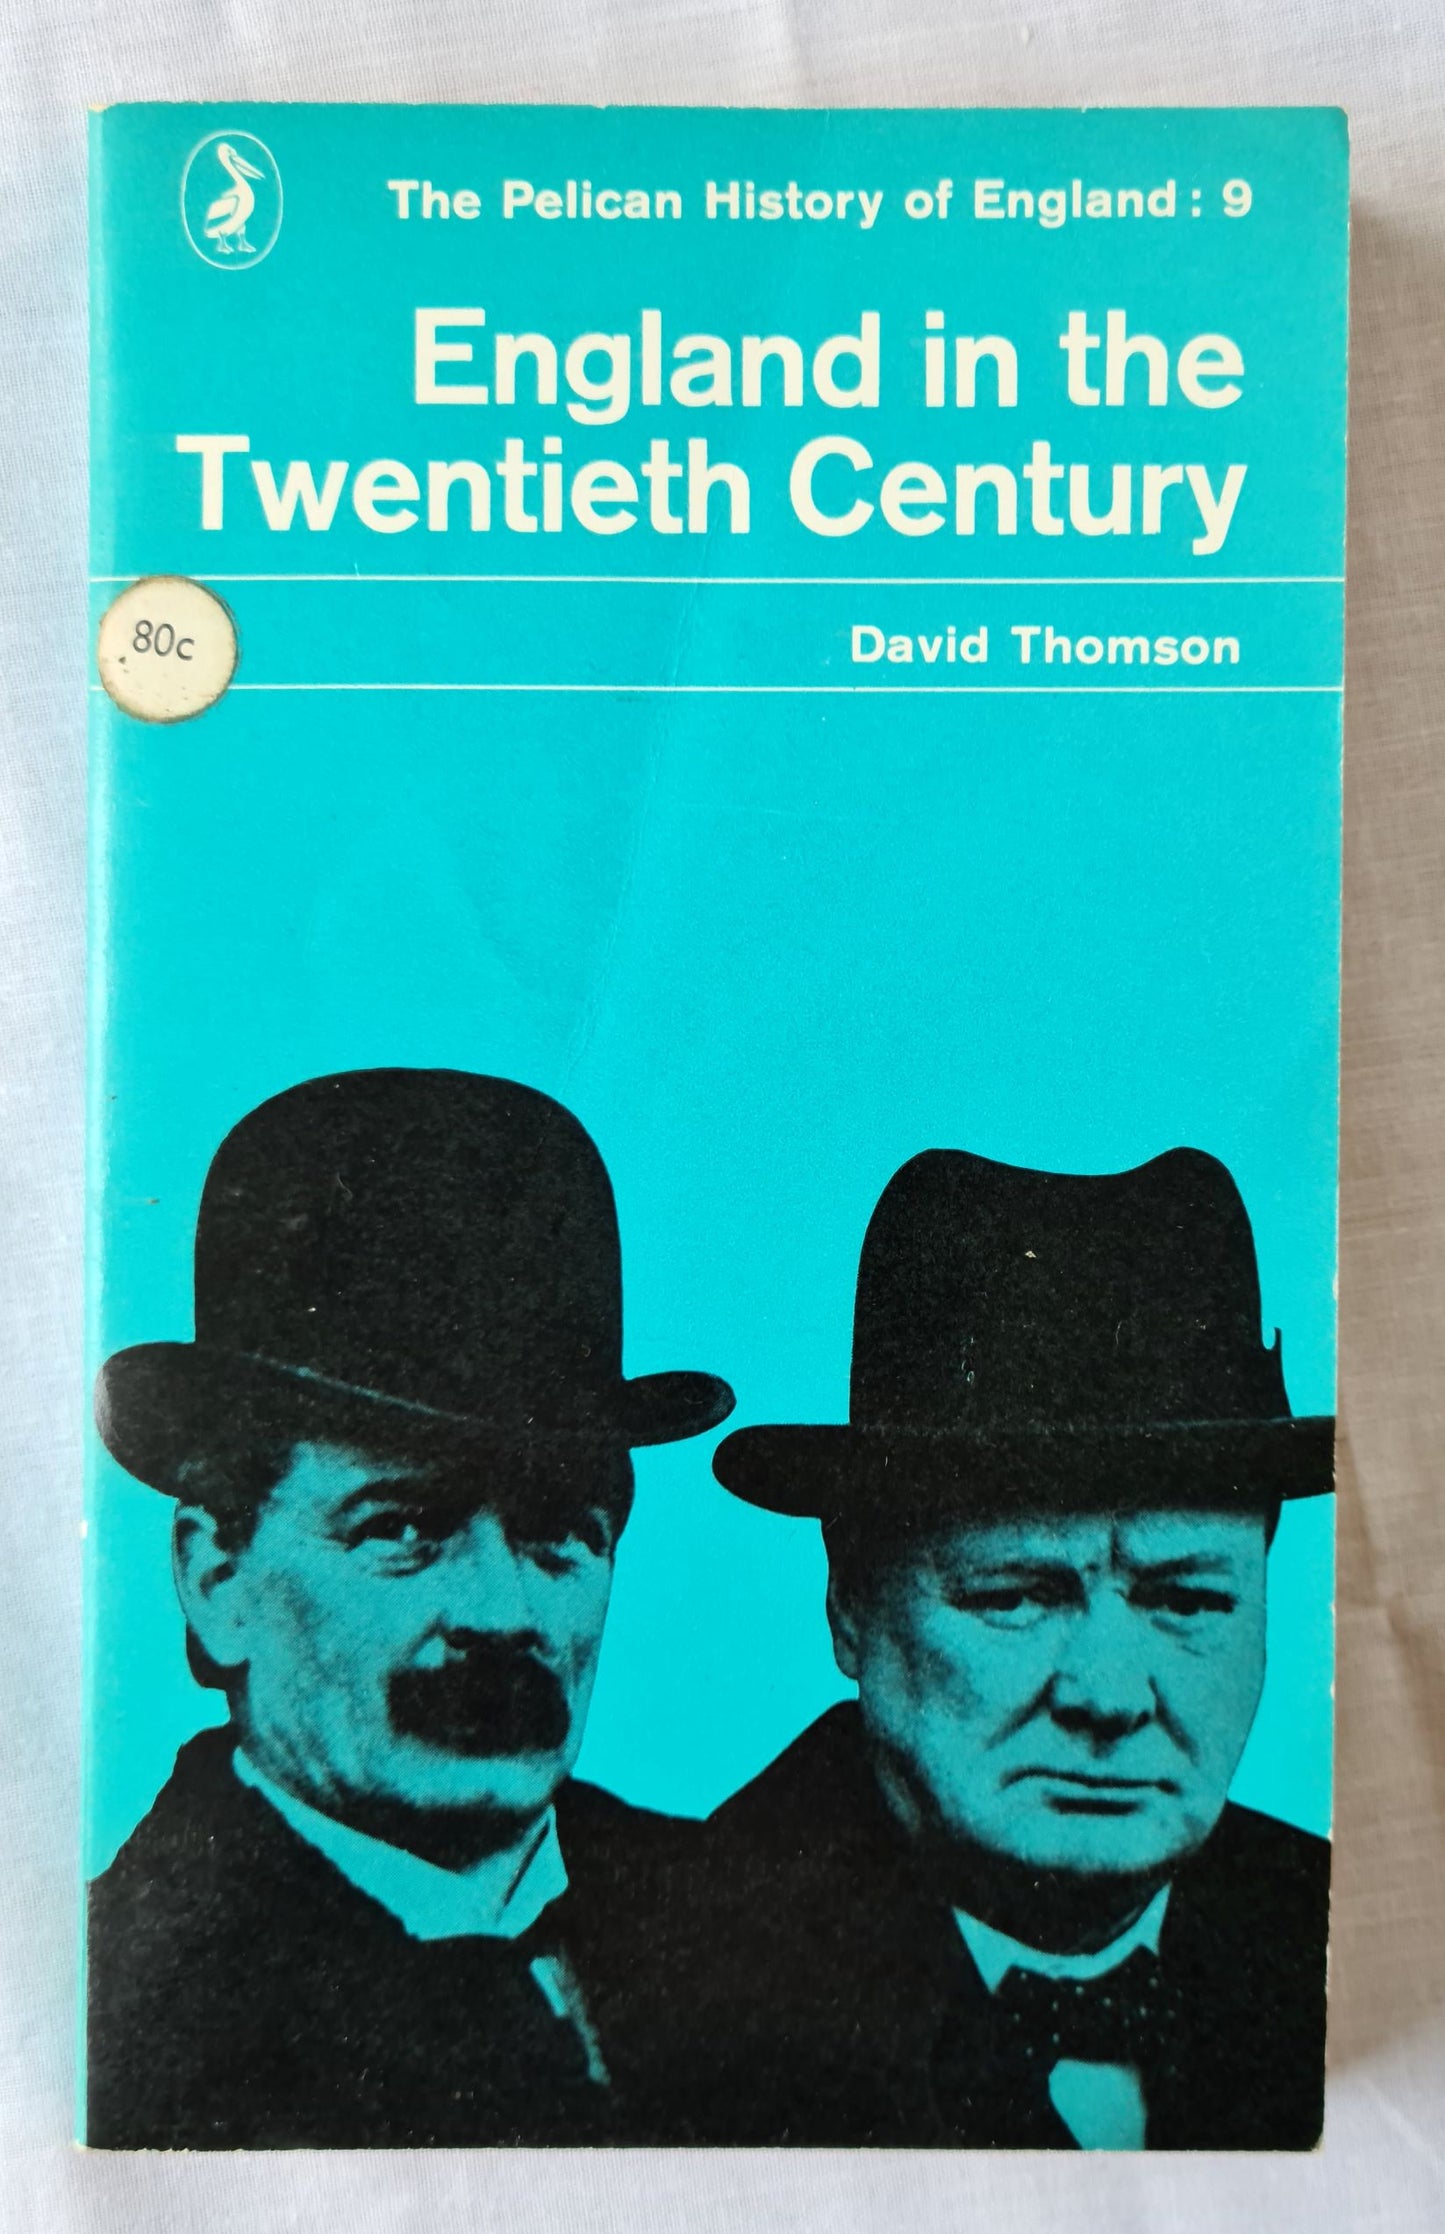 The Pelican History of England: 9
England in the
Twentieth Century
80c
David Thomson